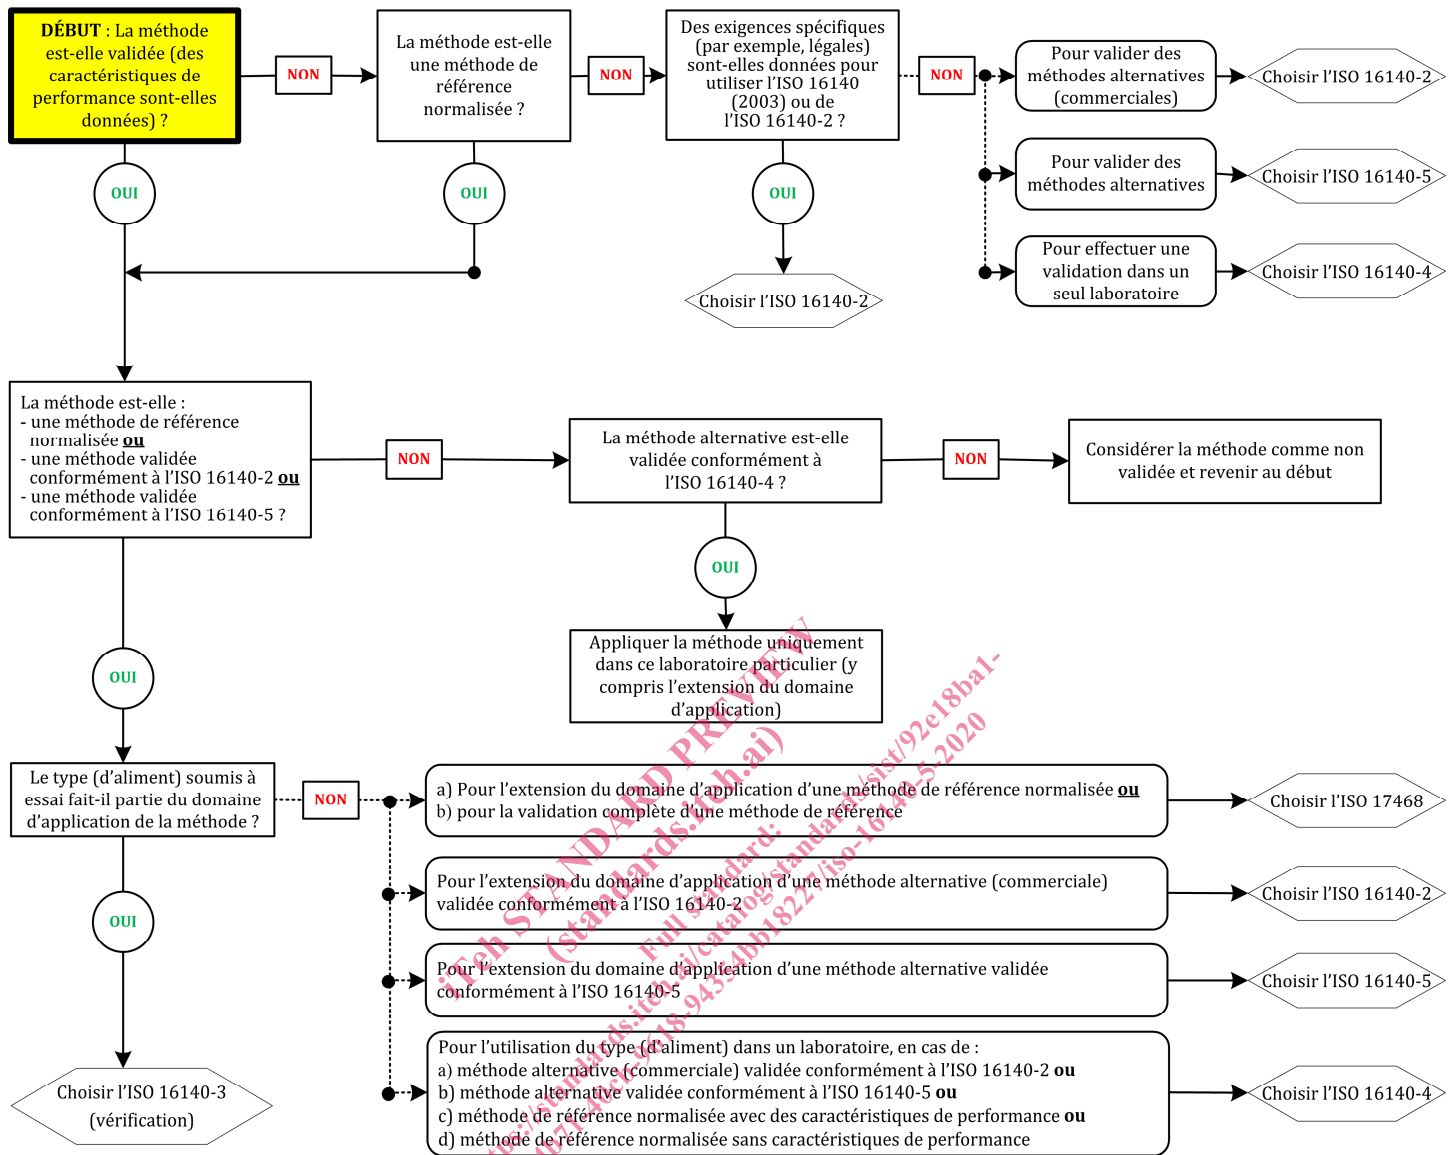 DÉBUT : La méthode
est-elle validée (des
caractéristiques de
performance sont-elles
données) ?
NON
La méthode est-elle
une méthode de
référence
normalisée ?
NON
Des exigences spécifiques
(par exemple, légales)
sont-elles données pour
utiliser l'ISO 16140
(2003) ou de
l'ISO 16140-2 ?
NON
Pour valider des
méthodes alternatives
(commerciales)
Choisir l'ISO 16140-2
Pour valider des
méthodes alternatives
Choisir l'ISO 16140-5
Pour effectuer une
validation dans un
seul laboratoire
Choisir l'ISO 16140-4
OUI
OUI
OUI
Choisir l'ISO 16140-2
La méthode est-elle :
- une méthode de référence
normalisée ou
- une méthode validée
conformément à l'ISO 16140-2 ou
- une méthode validée
conformément à l'ISO 16140-5 ?
NON
La méthode alternative est-elle
validée conformément à
l'ISO 16140-4 ?
NON
Considérer la méthode comme non
validée et revenir au début
OUI
Appliquer la méthode uniquement
dans ce laboratoire particulier (y
compris l'extension du domaine
d'application)
OUI
Le type (d'aliment) soumis à
essai fait-il partie du domaine
d'application de la méthode ?
NON
a) Pour l'extension du domaine d'application d'une méthode de référence normalisée ou
b) pour la validation complète d'une méthode de référence
Choisir l'ISO 17468
Pour l'extension du domaine d'application d'une méthode alternative (commerciale)
validée conformément à l'ISO 16140-2
Choisir l'ISO 16140-2
OUI
Pour l'extension du domaine d'application d'une méthode alternative validée
conformément à l'ISO 16140-5
Choisir l'ISO 16140-5
Pour l'utilisation du type (d'aliment) dans un laboratoire, en cas de :
a) méthode alternative (commerciale) validée conformément à l'ISO 16140-2 ou
b) méthode alternative validée conformément à l'ISO 16140-5 ou
c) méthode de référence normalisée avec des caractéristiques de performance ou
d) méthode de référence normalisée sans caractéristiques de performance
Choisir l'ISO 16140-4
Choisir l'ISO 16140-3
(vérification)
iTeh STANDARD PREVIEW
(standards.iteh.ai)
Full standard: